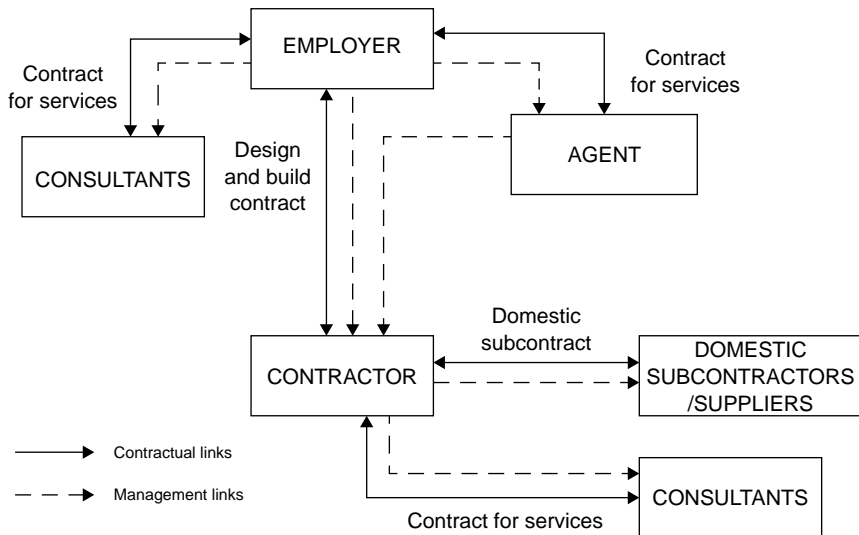 EMPLOYER
Contract
for services
Contract
for services
CONSULTANTS
Design
and build
contract
AGENT
Domestic
subcontract
CONTRACTOR
DOMESTIC
SUBCONTRACTORS
/SUPPLIERS
Contractual links
Management links
CONSULTANTS
Contract for services